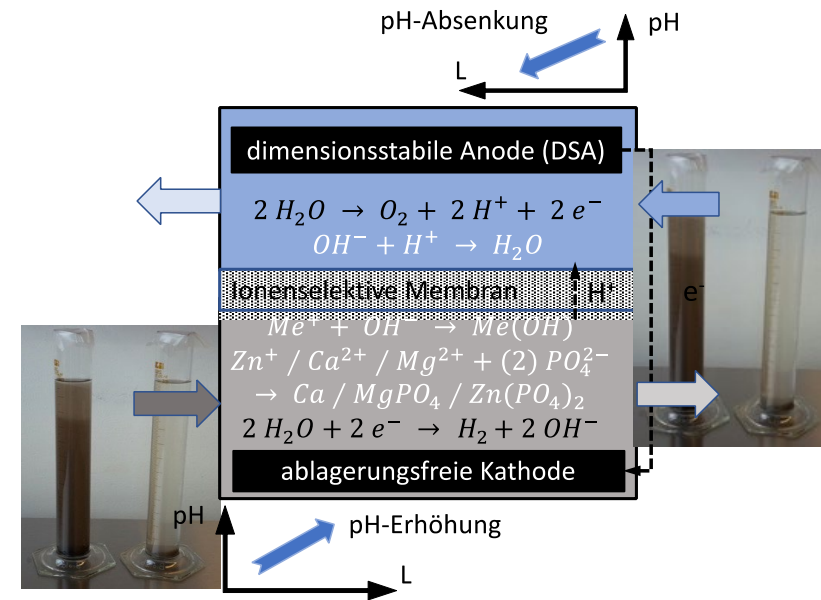 pH-Absenkung
pH
L
dimensionsstabile Anode (DSA)
2 H₂O → O₂ + 2 H⁺ + 2 e⁻
OH⁻ + H⁺ → H₂O
Ionenselektive Membran
H⁺
e⁻
Me⁺ + OH⁻ → Me(OH)
Zn⁺ / Ca²⁺ / Mg²⁺ + (2) PO₄²⁻
→ Ca / MgPO₄ / Zn(PO₄)₂
2 H₂O + 2 e⁻ → H₂ + 2 OH⁻
ablagerungsfreie Kathode
pH
pH-Erhöhung
L